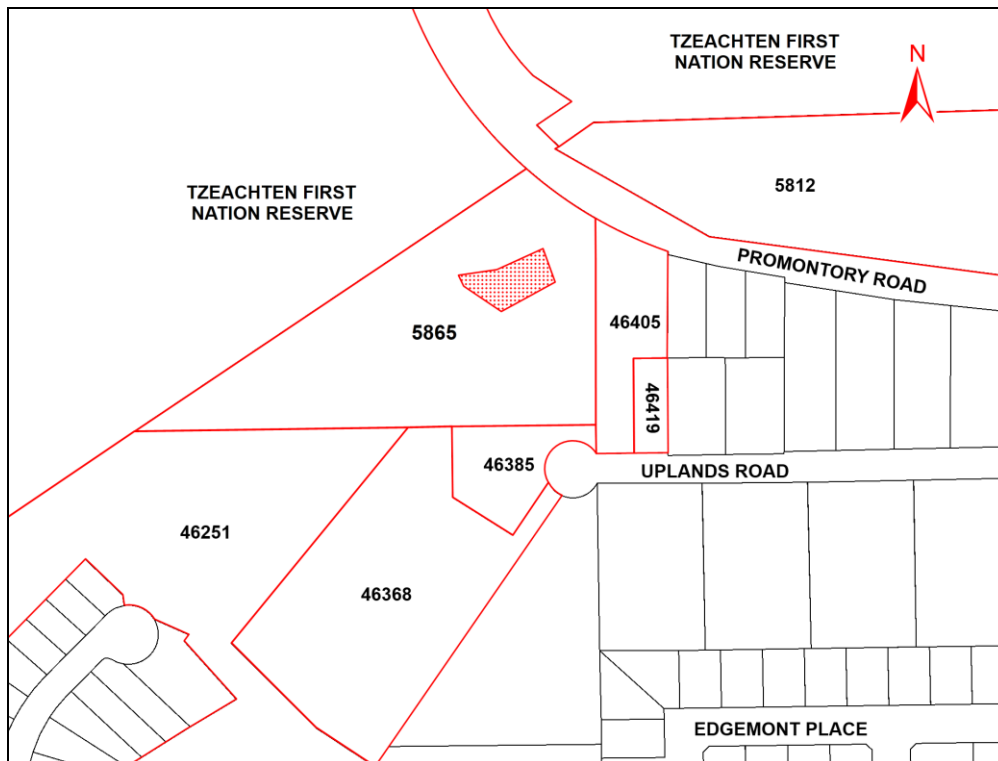 TZEACHTEN FIRST
NATION RESERVE
N
5812
TZEACHTEN FIRST
NATION RESERVE
PROMONTORY ROAD
5865
46405
46419
46385
UPLANDS ROAD
46251
46368
EDGEMONT PLACE